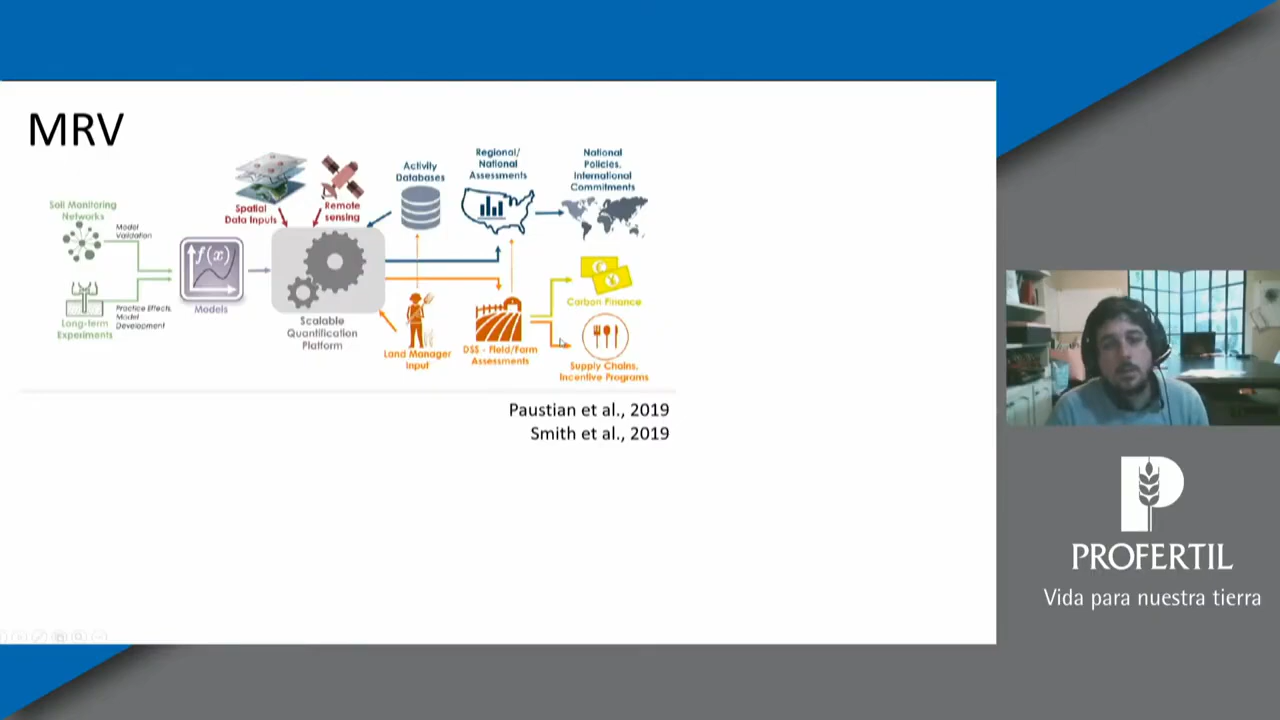 MRV
Soil Monitoring
Networks
Model
Validation
Long-term
Experiments
Practice Effects,
Model
Development
f(x)
Models
Spatial
Data Inputs
Remote
sensing
Scalable
Quantification
Platform
Activity
Databases
Land Manager
Input
Regional/
National
Assessments
DSS - Field/Farm
Assessments
National
Policies,
International
Commitments
Carbon Finance
Supply Chains,
Incentive Programs
Paustian et al., 2019
Smith et al., 2019
PROFERTIL
Vida para nuestra tierra